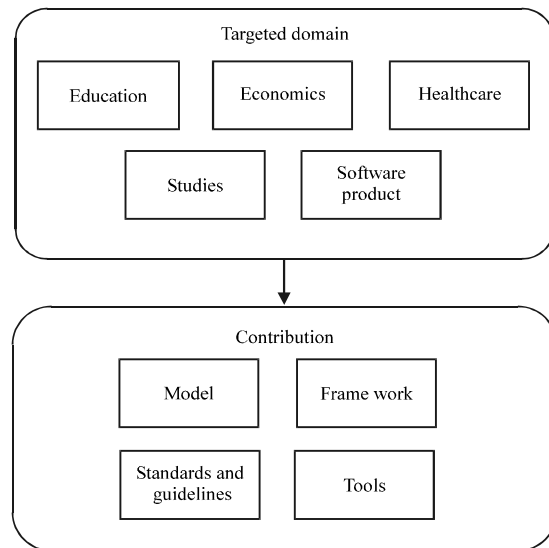 Targeted domain
Education
Economics
Healthcare
Studies
Software
product
Contribution
Model
Frame work
Standards and
guidelines
Tools